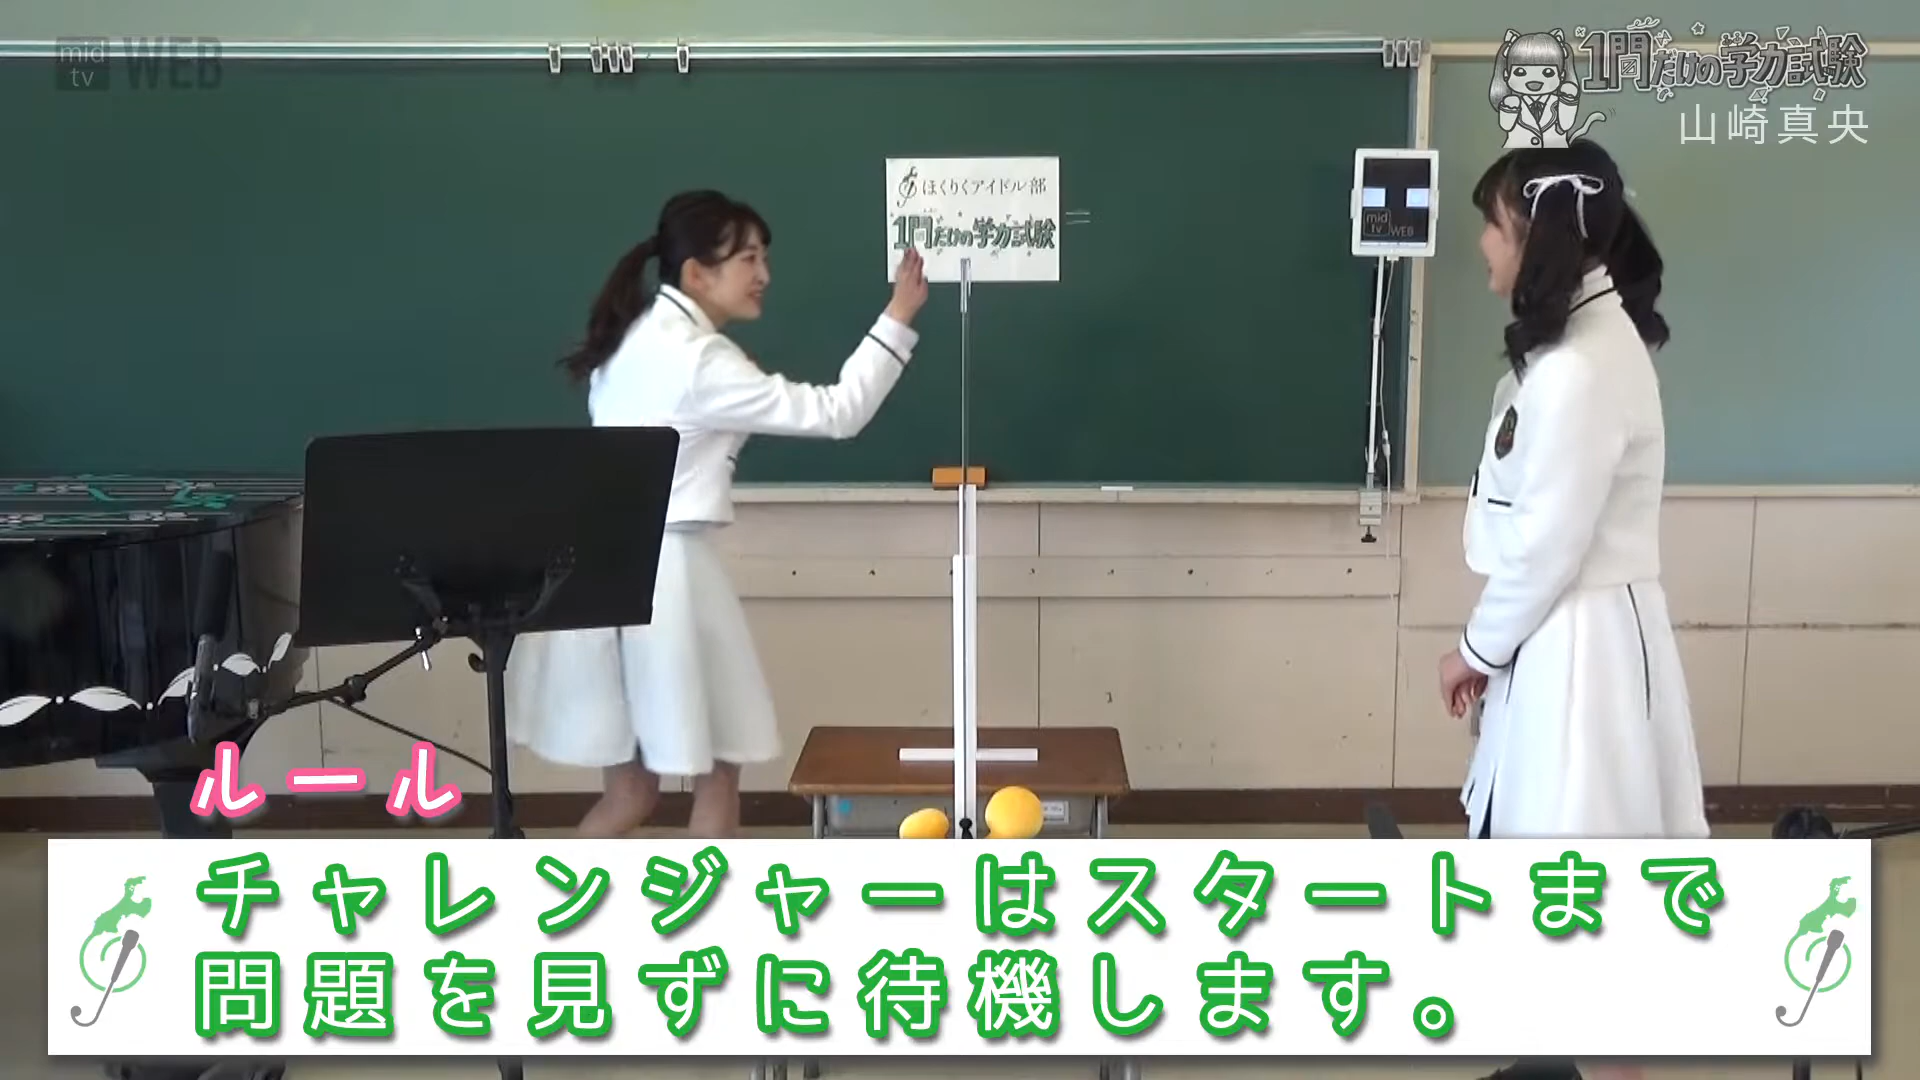 mid tv WEB
1問だけの学力試験
山崎真央
ほくりくアイドル部
1問だけの学力試験
mid tv WEB
ルール
チャレンジャーはスタートまで
問題を見ずに待機します。